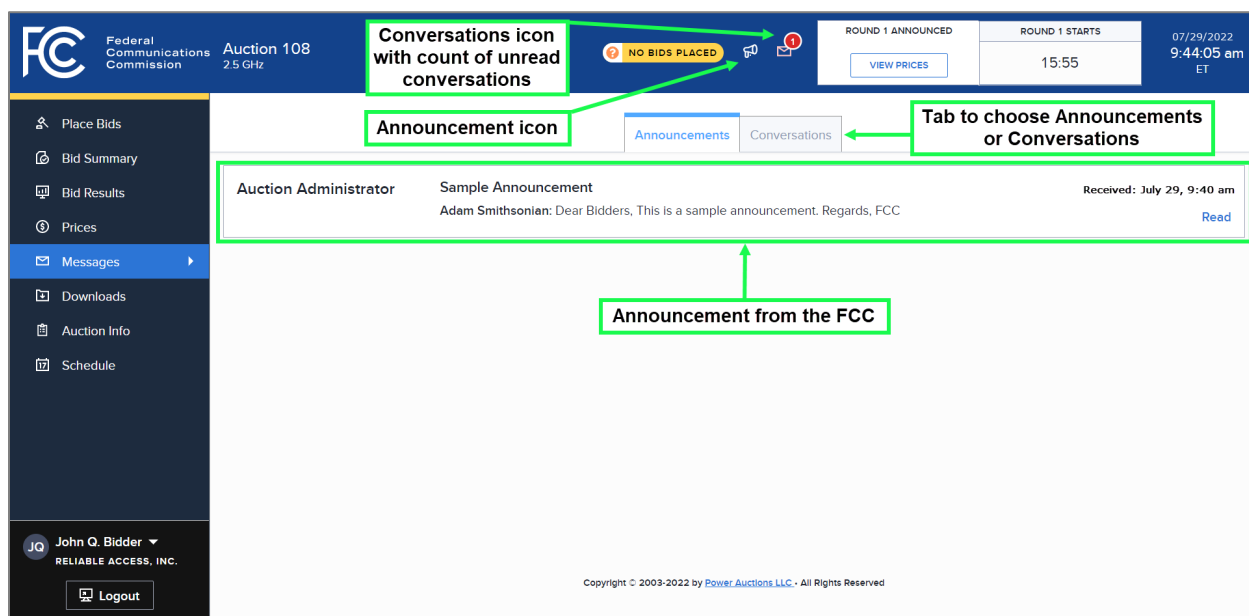 FCC
Federal
Communications
Commission
Auction 108
2.5 GHz
Conversations icon
with count of unread
conversations
? NO BIDS PLACED
1
ROUND 1 ANNOUNCED
VIEW PRICES
ROUND 1 STARTS
15:55
07/29/2022
9:44:05 am
ET
Place Bids
Bid Summary
Bid Results
Prices
Messages
Downloads
Auction Info
17 Schedule
Announcement icon
Announcements
Conversations
Tab to choose Announcements
or Conversations
Auction Administrator
Sample Announcement
Received: July 29, 9:40 am
Adam Smithsonian: Dear Bidders, This is a sample announcement. Regards, FCC
Read
Announcement from the FCC
JQ
John Q. Bidder
RELIABLE ACCESS, INC.
Logout
Copyright © 2003-2022 by Power Auctions LLC - All Rights Reserved